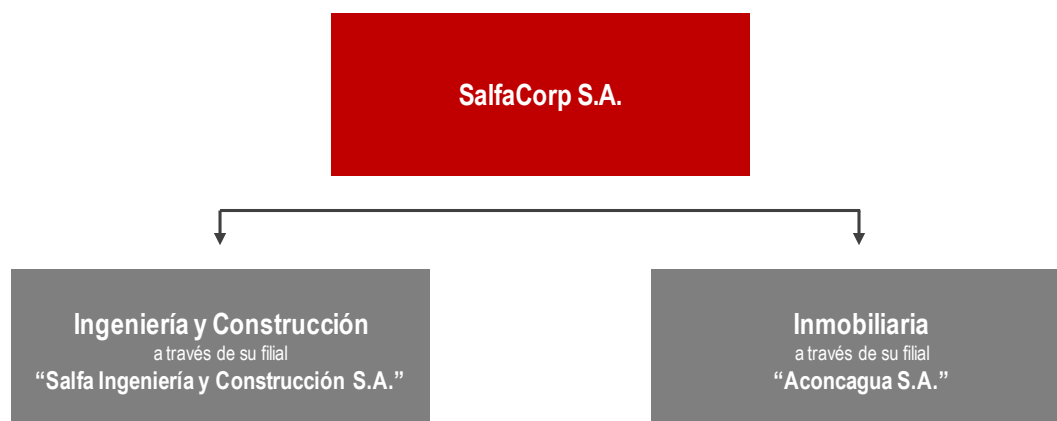 SalfaCorp S.A.
Ingeniería y Construcción
a través de su filial
“Salfa Ingeniería y Construcción S.A.”
Inmobiliaria
a través de su filial
“Aconcagua S.A.”